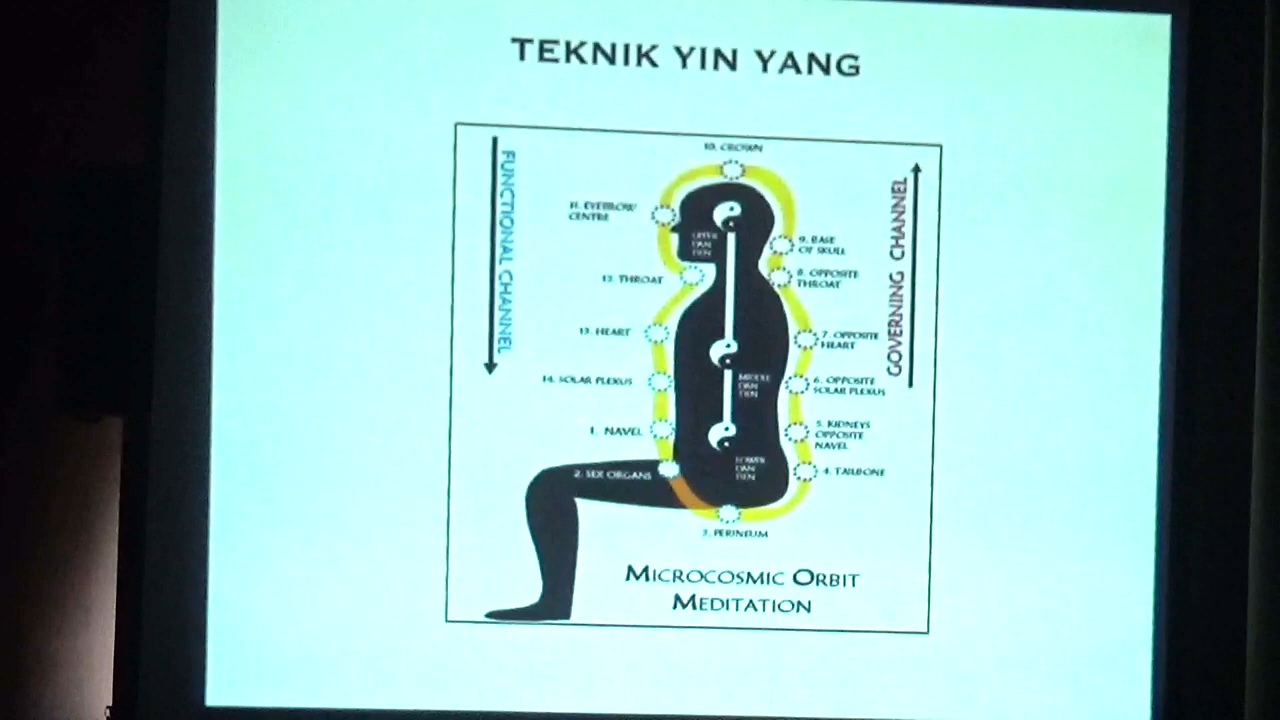 TEKNIK YIN YANG
10. CROWN
FUNCTIONAL CHANNEL
GOVERNING CHANNEL
11. EYEBROW
CENTRE
UPPER
DAN
TIEN
9. BASE
OF SKULL
12. THROAT
8. OPPOSITE
THROAT
13. HEART
7. OPPOSITE
HEART
14. SOLAR PLEXUS
MIDDLE
DAN
TIEN
6. OPPOSITE
SOLAR PLEXUS
1. NAVEL
5. KIDNEYS
OPPOSITE
NAVEL
2. SEX ORGANS
LOWER
DAN
TIEN
4. TAILBONE
3. PERINEUM
MICROCOSMIC ORBIT
MEDITATION